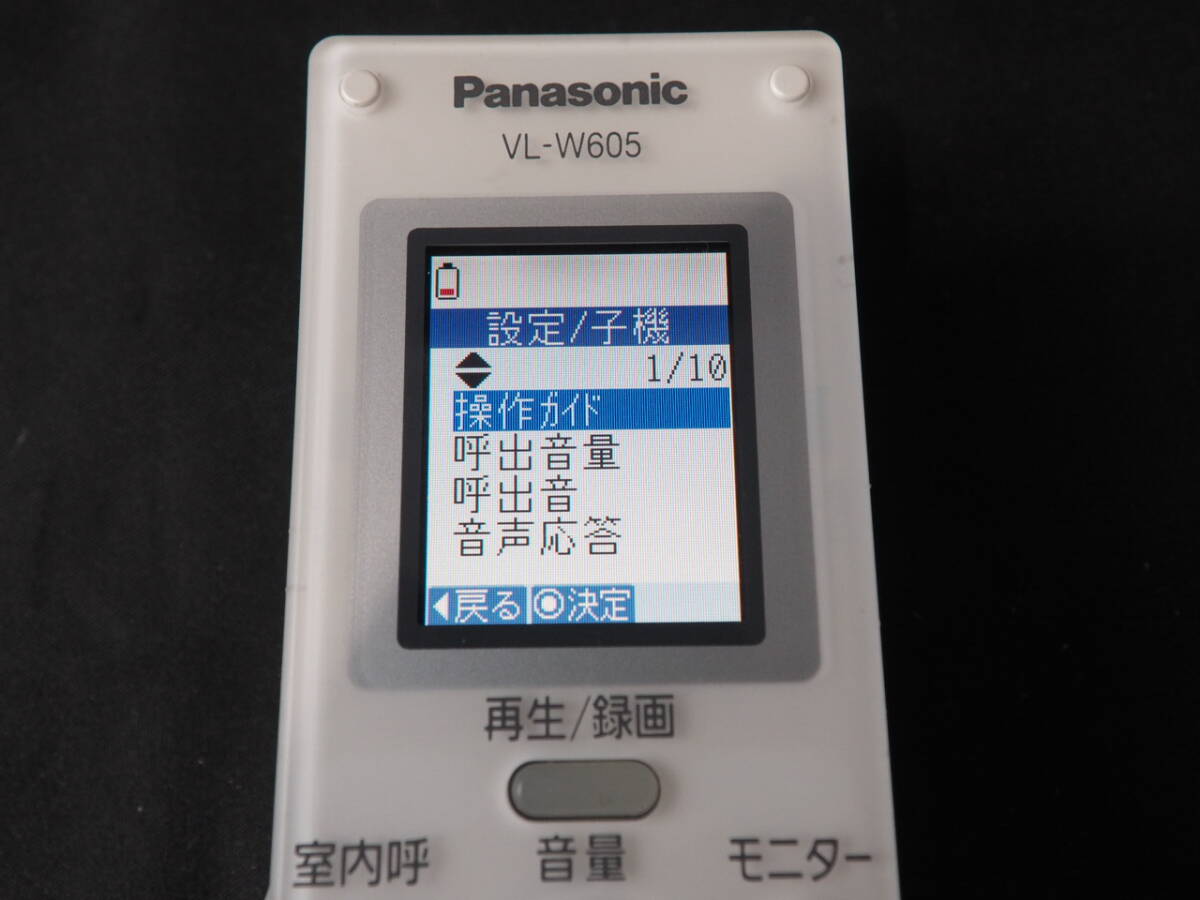 Panasonic
VL-W605
設定/子機
1/10
操作ガイド
呼出音量
呼出音
音声応答
戻る 決定
再生/録画
音量
室内呼 モニター